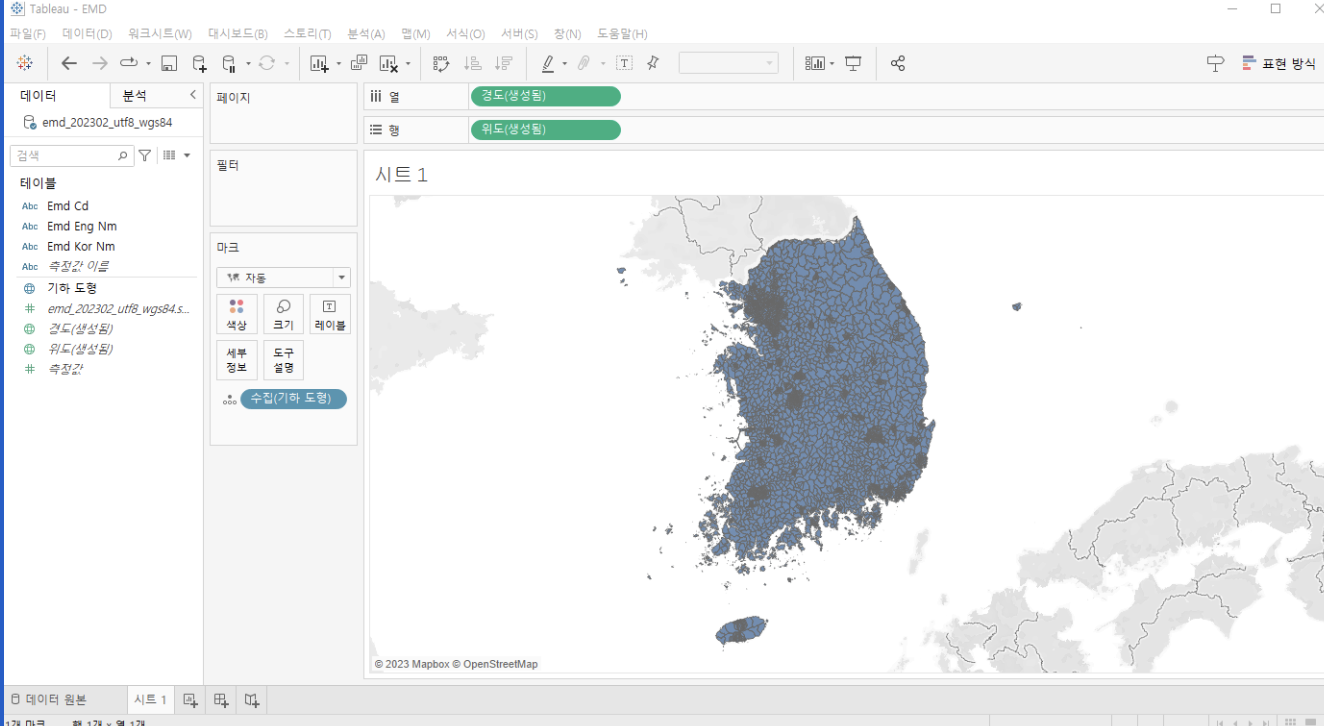 Tableau - EMD
파일(F) 데이터(D) 워크시트(W) 대시보드(B) 스토리(T) 분석(A) 맵(M) 서식(O) 서버(S) 창(N) 도움말(H)
표현 방식
데이터 분석
emd_202302_utf8_wgs84
검색
테이블
Abc Emd Cd
Abc Emd Eng Nm
Abc Emd Kor Nm
Abc 측정값 이름
기하 도형
emd_202302_utf8_wgs84.s...
경도(생성됨)
위도(생성됨)
측정값
페이지
필터
마크
자동
색상 크기 레이블
세부 정보
도구 설명
수집(기하 도형)
열 경도(생성됨)
행 위도(생성됨)
시트 1
© 2023 Mapbox © OpenStreetMap
데이터 원본 시트 1
1개 마크 행 1개 x 열 1개